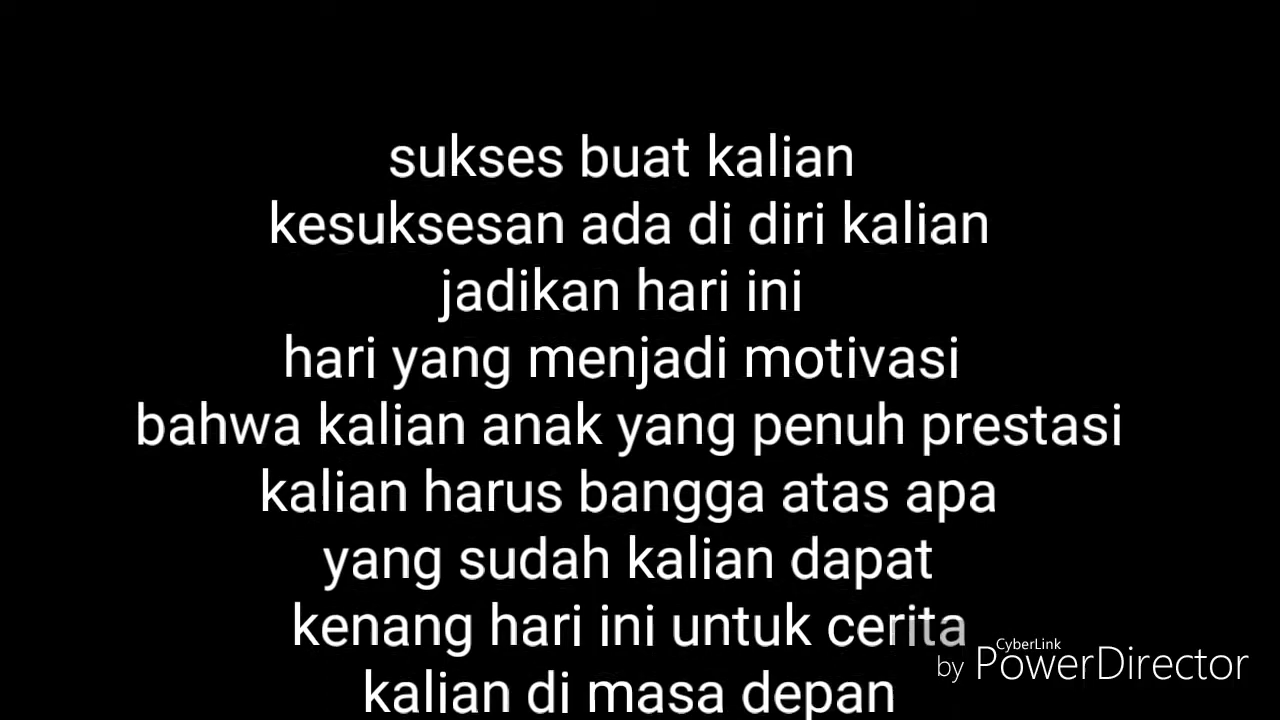 sukses buat kalian
kesuksesan ada di diri kalian
jadikan hari ini
hari yang menjadi motivasi
bahwa kalian anak yang penuh prestasi
kalian harus bangga atas apa
yang sudah kalian dapat
kenang hari ini untuk cerita
kalian di masa depan
CyberLink
by PowerDirector